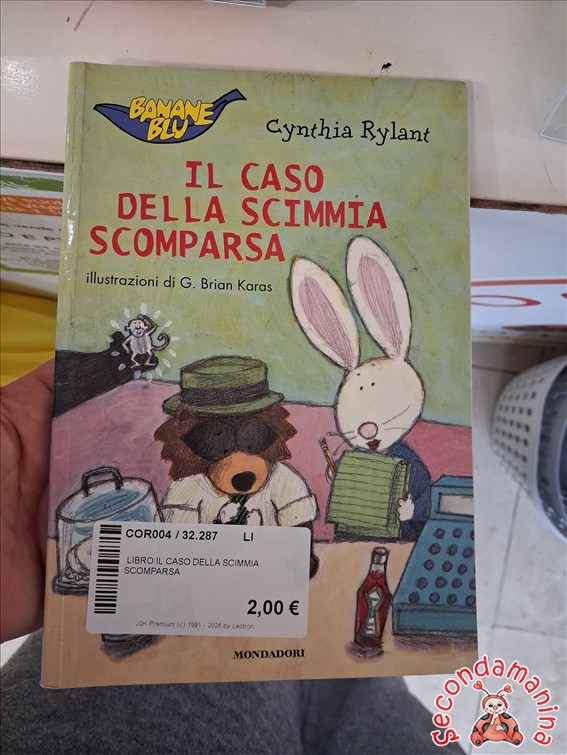 BANANE
BLU
Cynthia Rylant
IL CASO
DELLA SCIMMIA
SCOMPARSA
illustrazioni di G. Brian Karas
COR004 / 32.287 LI
LIBRO IL CASO DELLA SCIMMIA
SCOMPARSA
2,00 €
J2K Premium (c) 1991 - 2026 by Leotron
MONDADORI
Secondamanina